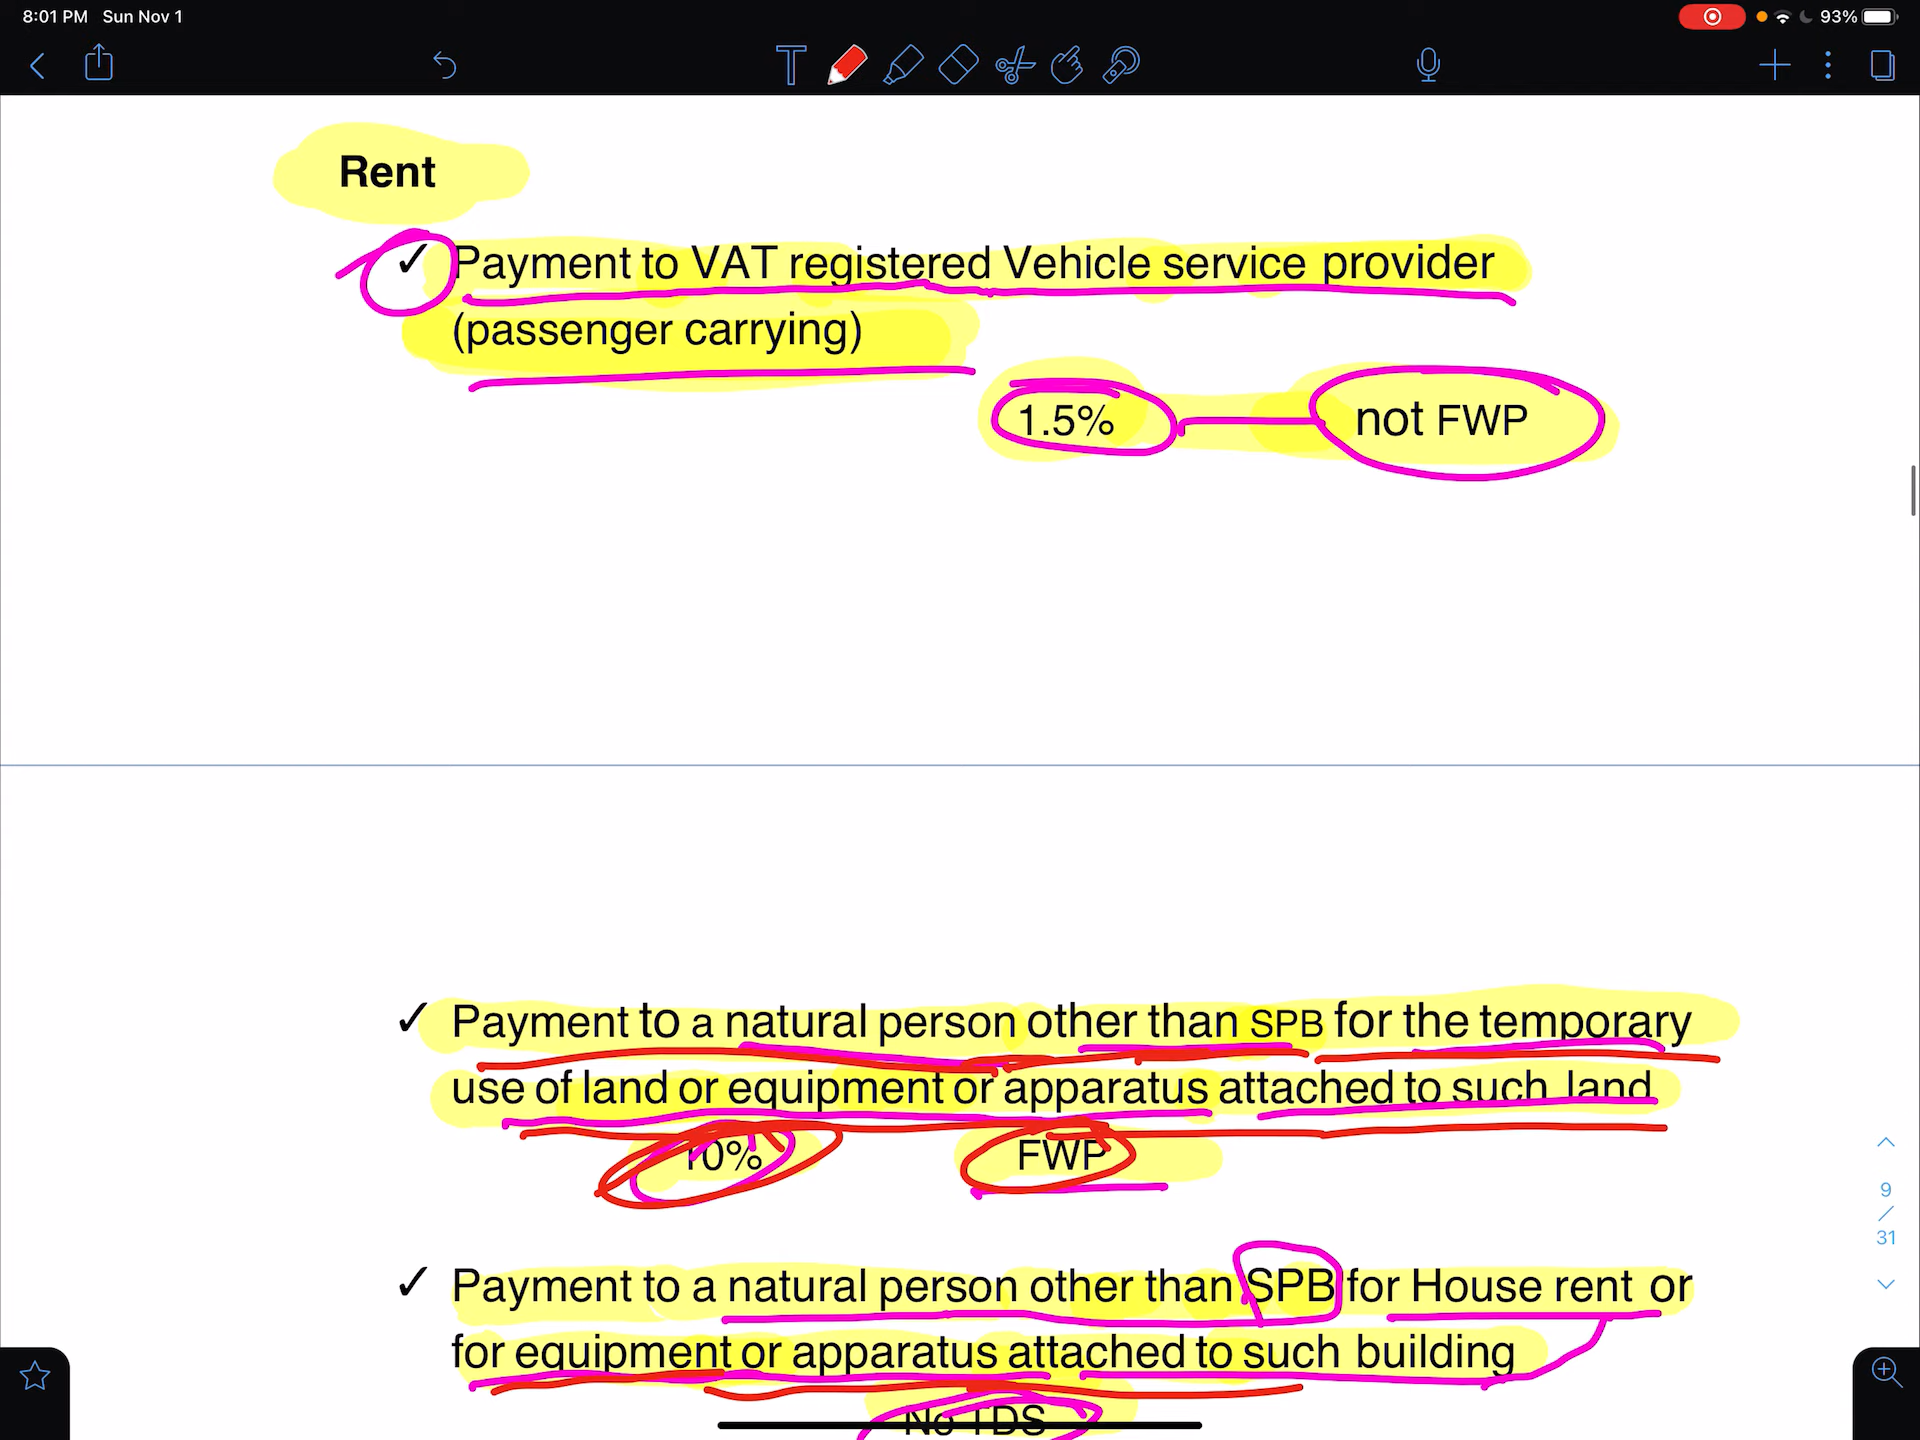 8:01 PM Sun Nov 1
93%
Rent
✓ Payment to VAT registered Vehicle service provider
(passenger carrying)
1.5% not FWP
✓ Payment to a natural person other than SPB for the temporary
use of land or equipment or apparatus attached to such land
10% FWP
✓ Payment to a natural person other than SPB for House rent or
for equipment or apparatus attached to such building
No TDS
9
/
31